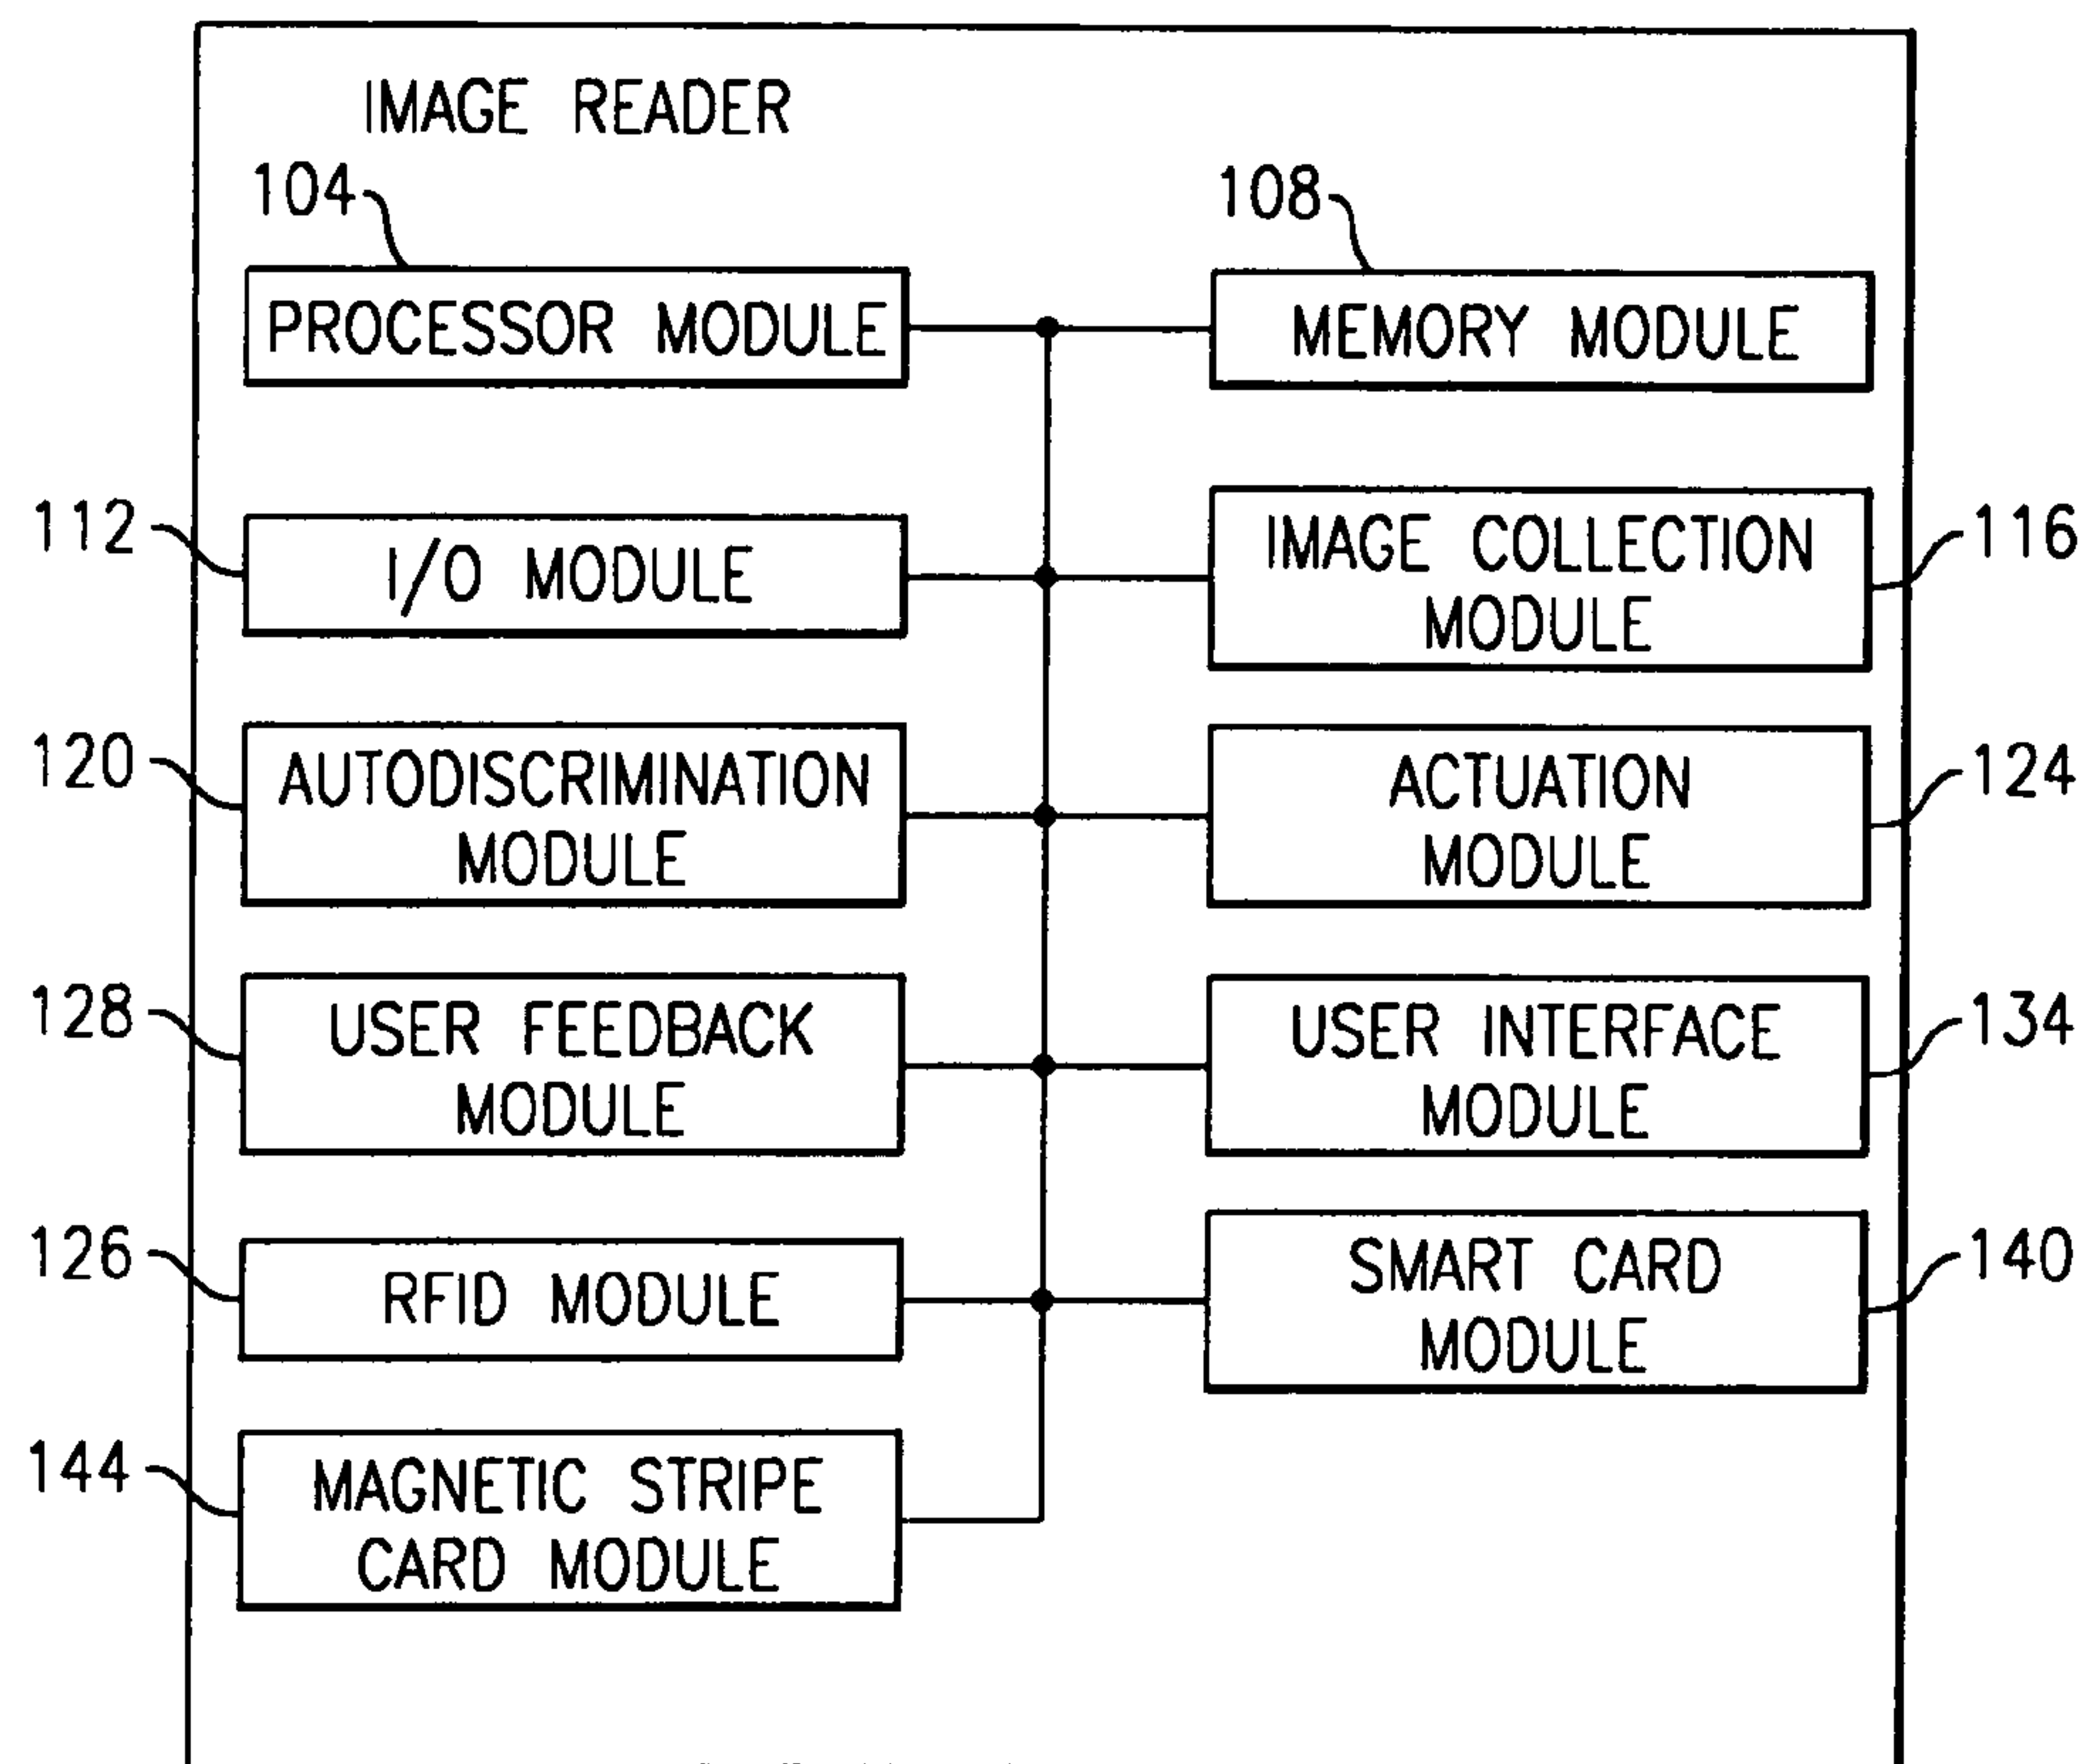 IMAGE READER
104
108
PROCESSOR MODULE
MEMORY MODULE
112
I/O MODULE
IMAGE COLLECTION
MODULE
116
120
AUTODISCRIMINATION
MODULE
ACTUATION
MODULE
124
128
USER FEEDBACK
MODULE
USER INTERFACE
MODULE
134
126
RFID MODULE
SMART CARD
MODULE
140
144
MAGNETIC STRIPE
CARD MODULE